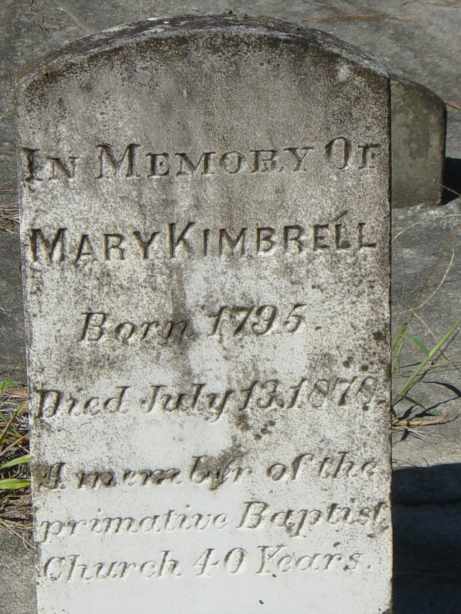 IN MEMORY OF
MARY KIMBRELL
Born 1795.
Died July 13, 1878.
A member of the
primative Baptist
Church 40 Years.